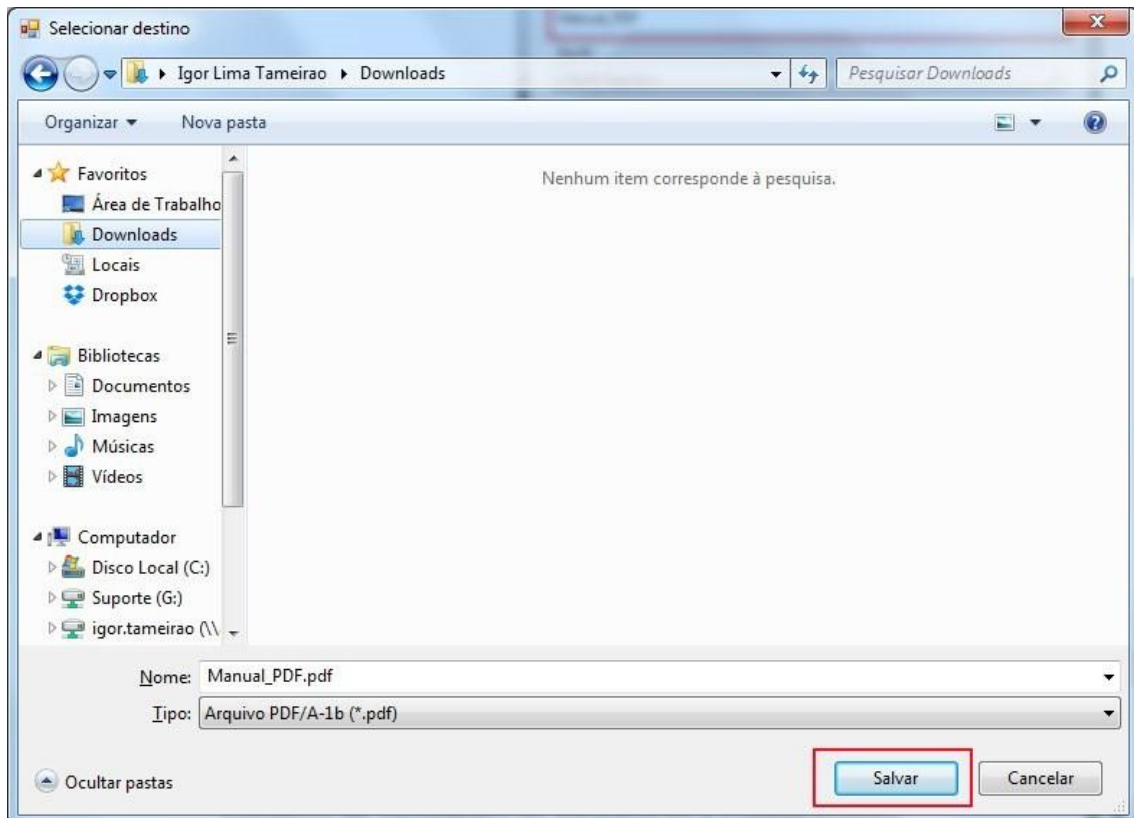 Selecionar destino
Igor Lima Tameirao Downloads
Pesquisar Downloads
Organizar Nova pasta
Nenhum item corresponde à pesquisa.
Favoritos
Área de Trabalho
Downloads
Locais
Dropbox
Bibliotecas
Documentos
Imagens
Músicas
Vídeos
Computador
Disco Local (C:)
Suporte (G:)
igor.tameirao (\\
Nome: Manual_PDF.pdf
Tipo: Arquivo PDF/A-1b (*.pdf)
Ocultar pastas
Salvar Cancelar